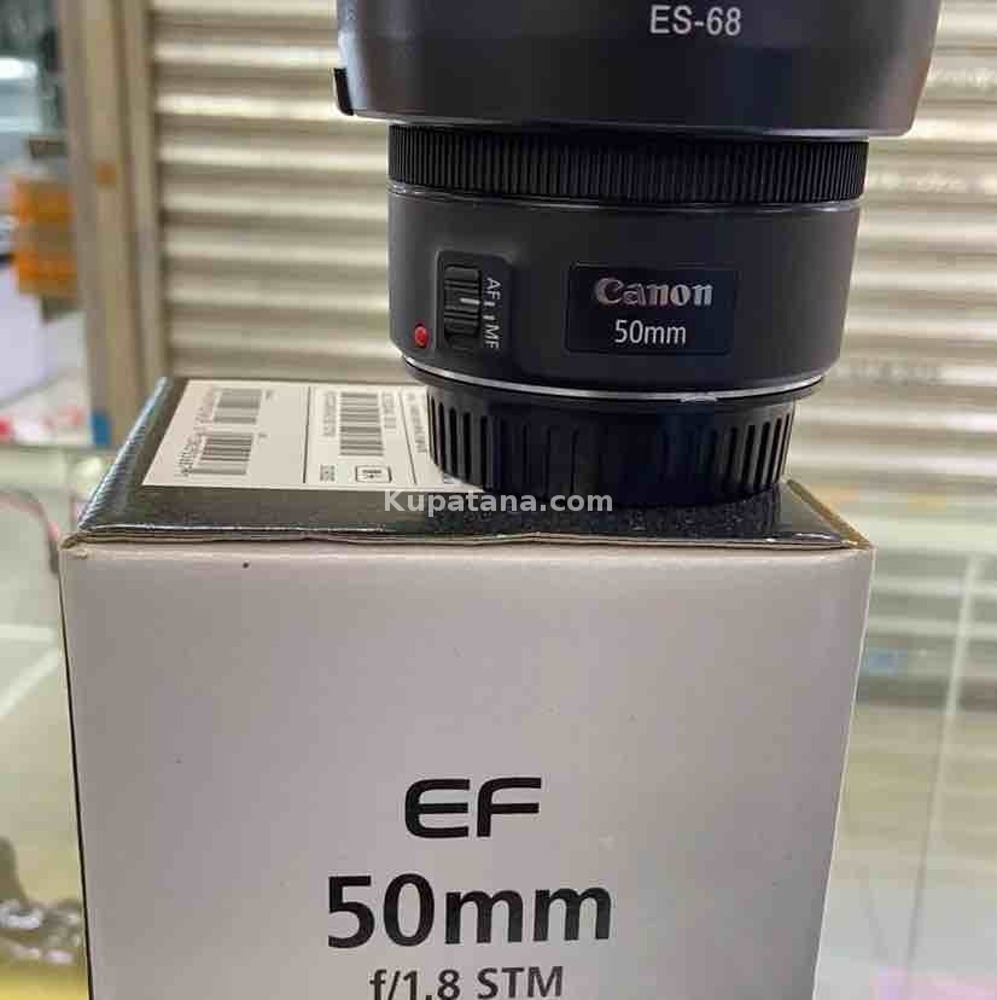 ES-68
AF
MF
Canon
50mm
Kupatana.com
EF
50mm
f/1.8 STM